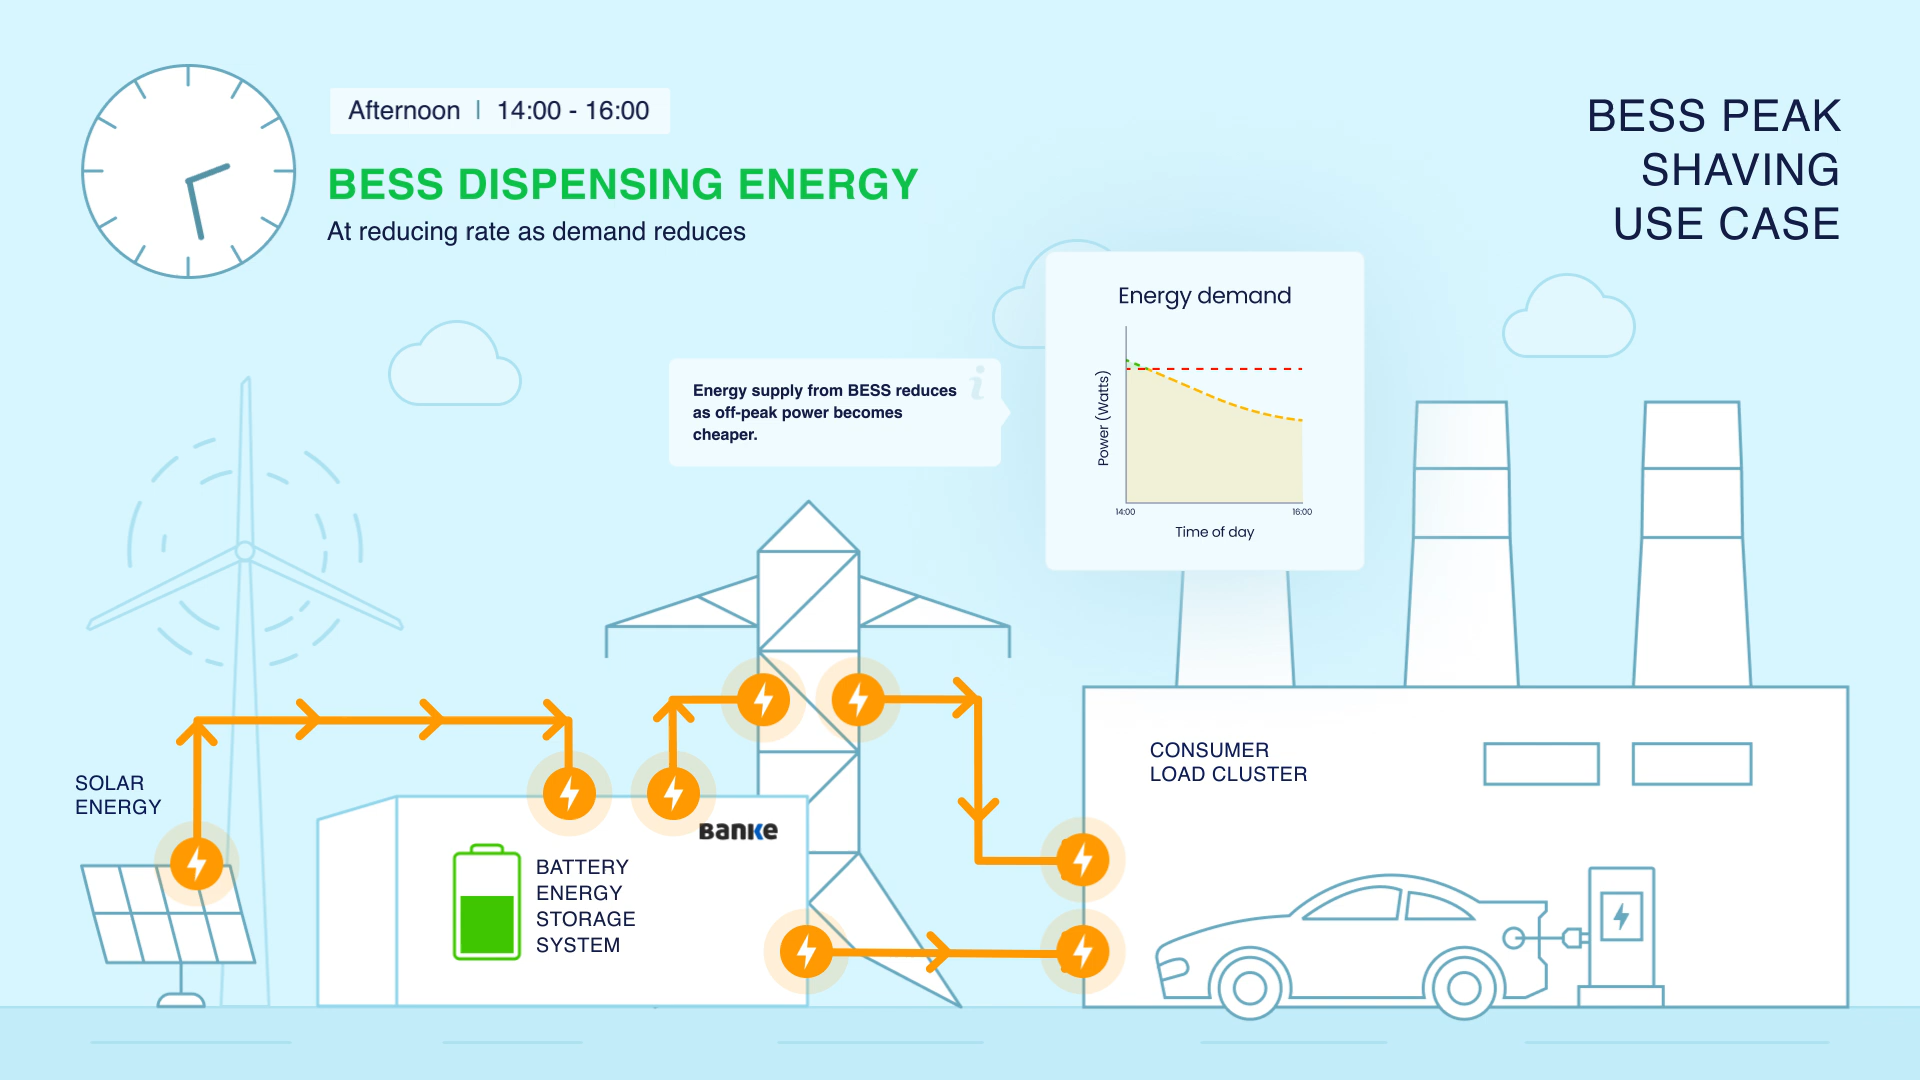 Afternoon | 14:00 - 16:00
BESS DISPENSING ENERGY
At reducing rate as demand reduces
BESS PEAK
SHAVING
USE CASE
Energy demand
Power (Watts)
14:00
16:00
Time of day
i
Energy supply from BESS reduces
as off-peak power becomes
cheaper.
SOLAR
ENERGY
BANKE
BATTERY
ENERGY
STORAGE
SYSTEM
CONSUMER
LOAD CLUSTER